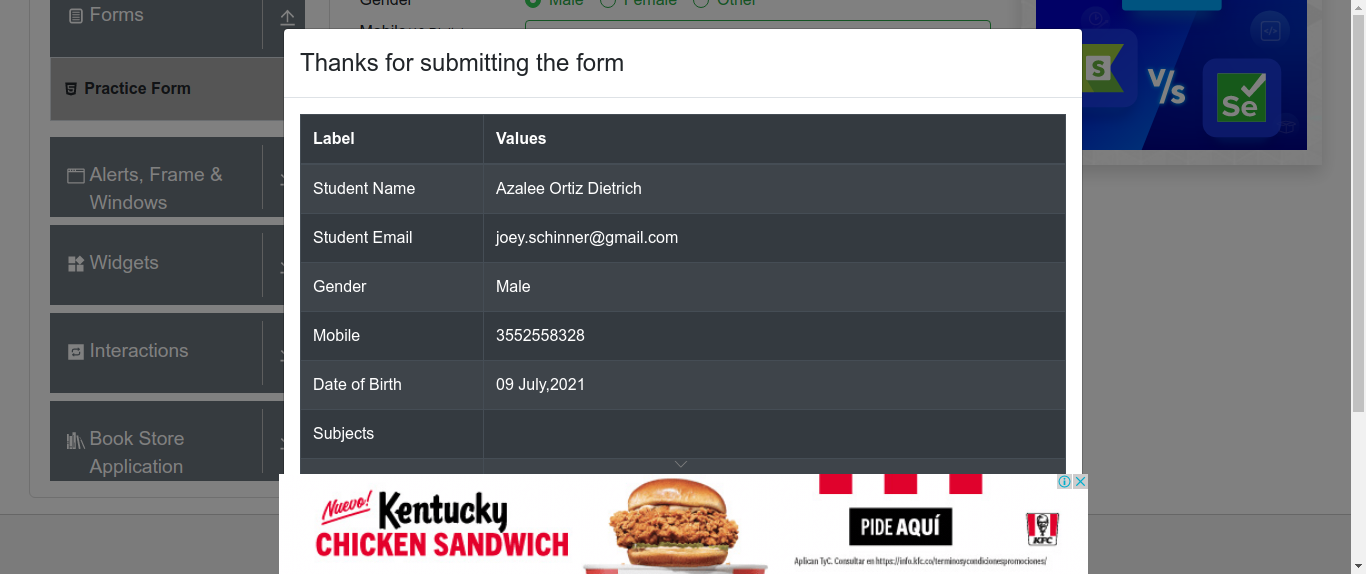 Forms
Gender Male Female Other
Practice Form
Alerts, Frame &
Windows
Widgets
Interactions
Book Store
Application
Thanks for submitting the form
Label Values
Student Name Azalee Ortiz Dietrich
Student Email joey.schinner@gmail.com
Gender Male
Mobile 3552558328
Date of Birth 09 July,2021
Subjects
S V/s Se
Nuevo! Kentucky
CHICKEN SANDWICH
PIDE AQUÍ
KFC
Aplican TyC. Consultar en https://info.kfc.co/terminosycondicionespromociones/